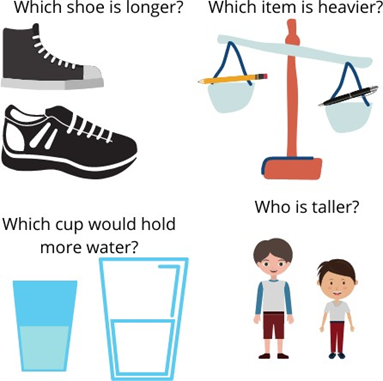 Which shoe is longer?
Which item is heavier?
Which cup would hold
more water?
Who is taller?